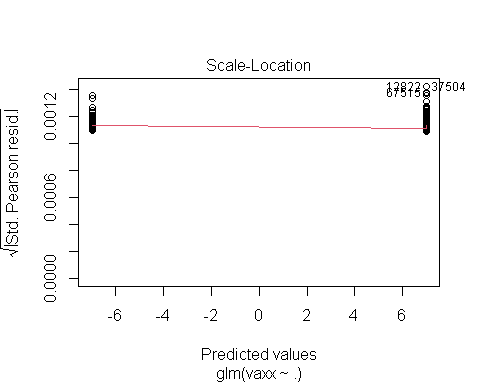 Scale-Location
√|Std. Pearson resid.|
0.0012
0.0006
0.0000
12822
37504
67515
-6 -4 -2 0 2 4 6
Predicted values
glm(vaxx ~ .)